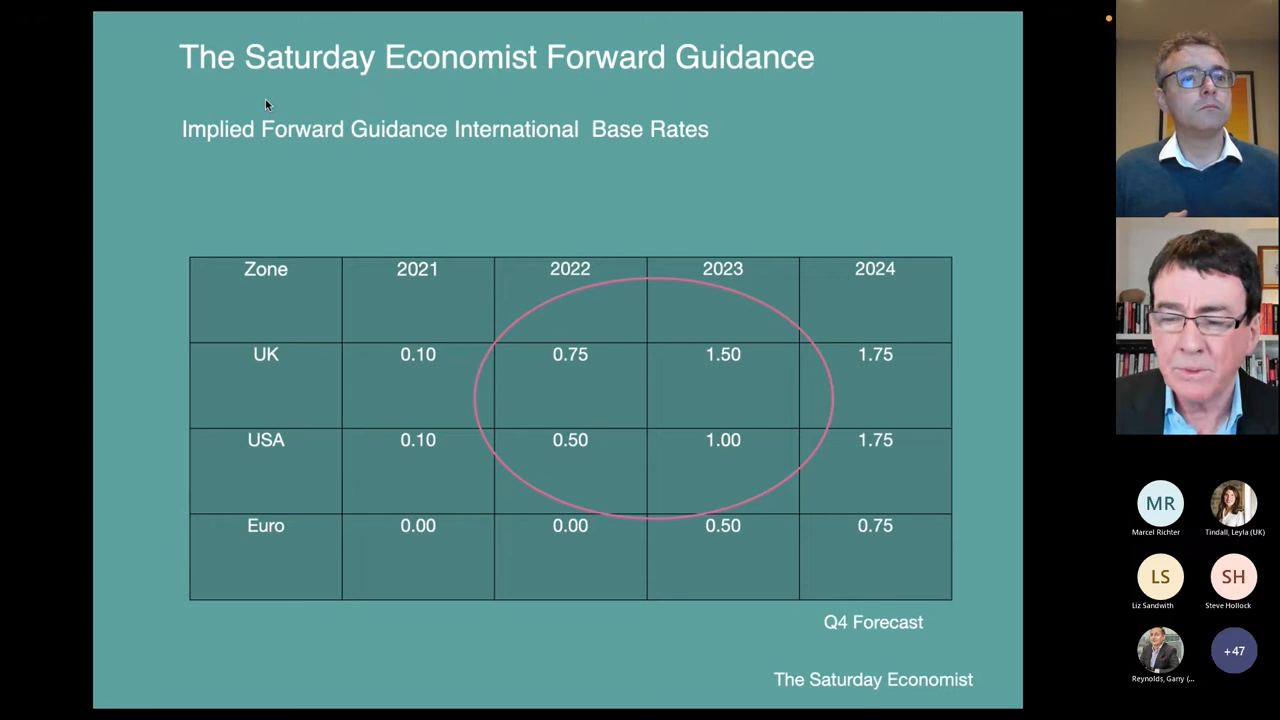 The Saturday Economist Forward Guidance
Implied Forward Guidance International Base Rates
Zone 2021 2022 2023 2024
UK 0.10 0.75 1.50 1.75
USA 0.10 0.50 1.00 1.75
Euro 0.00 0.00 0.50 0.75
Q4 Forecast
The Saturday Economist
MR
Marcel Richter
Tindall, Leyla (UK)
LS SH
Liz Sandwith Steve Hollock
+47
Reynolds, Garry (...